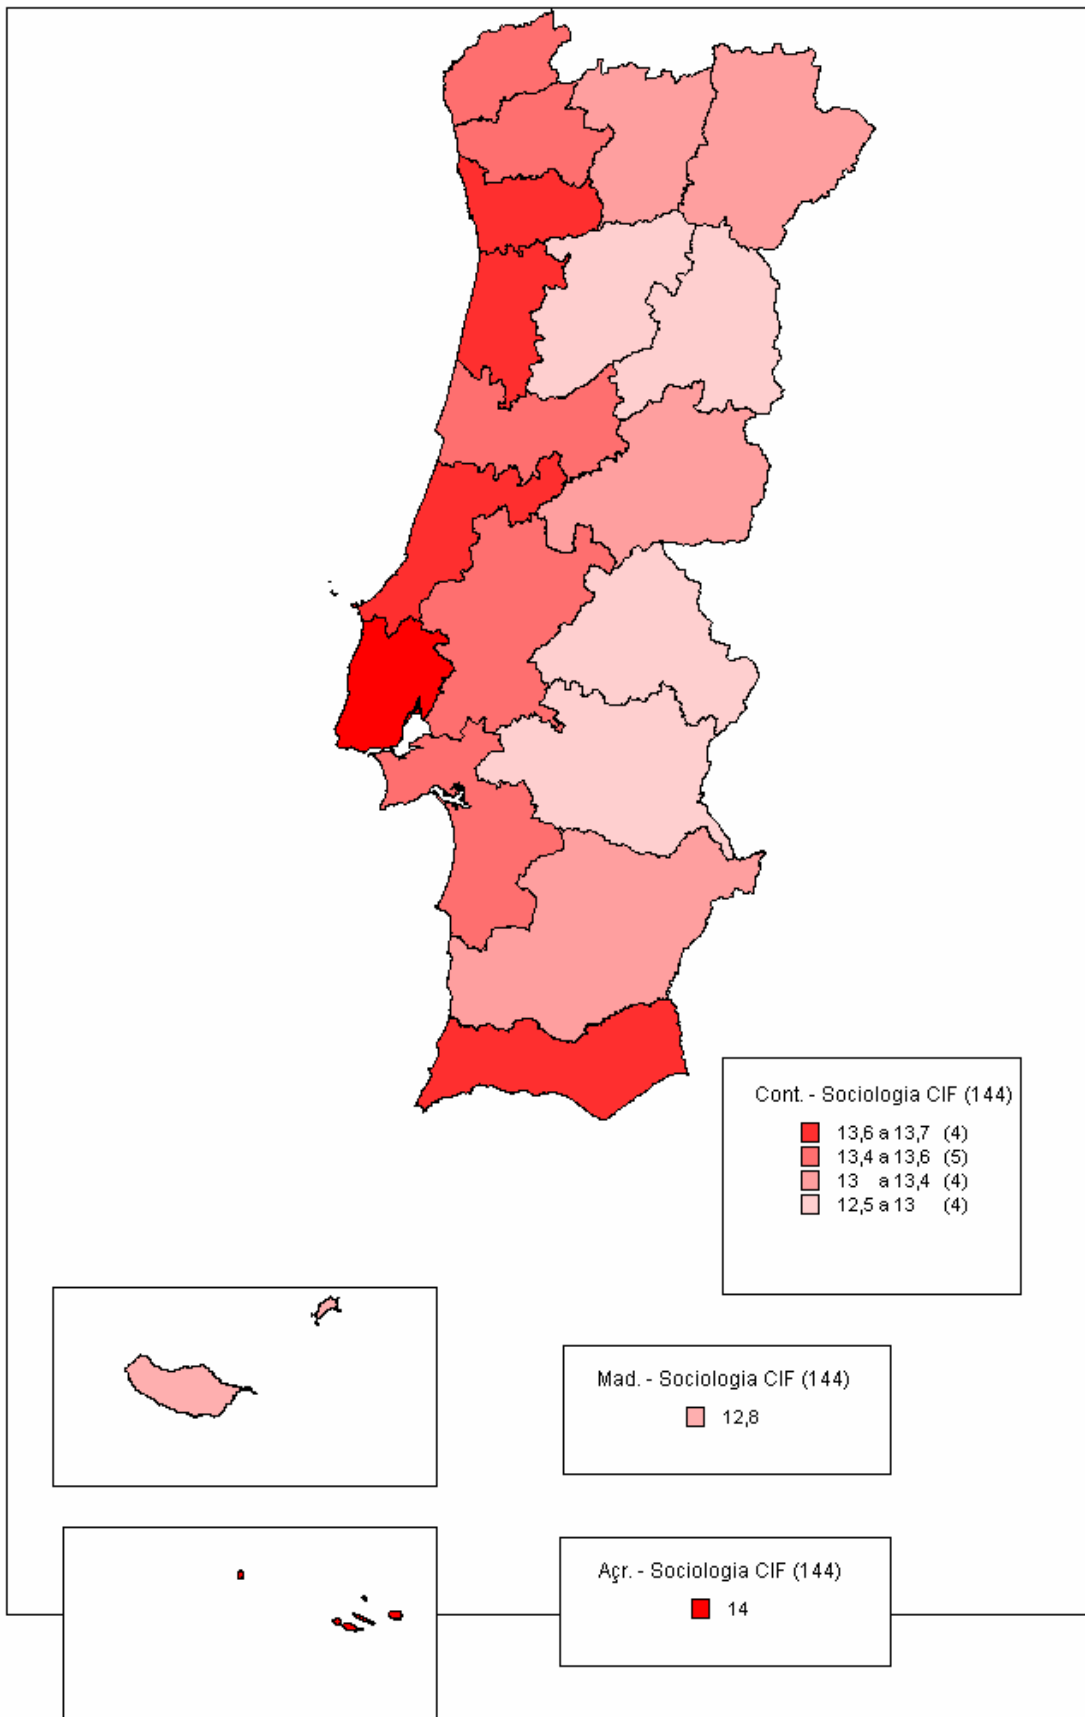 Cont. - Sociologia CIF (144)
13,6 a 13,7 (4)
13,4 a 13,6 (5)
13 a 13,4 (4)
12,5 a 13 (4)
Mad. - Sociologia CIF (144)
12,8
Açr. - Sociologia CIF (144)
14